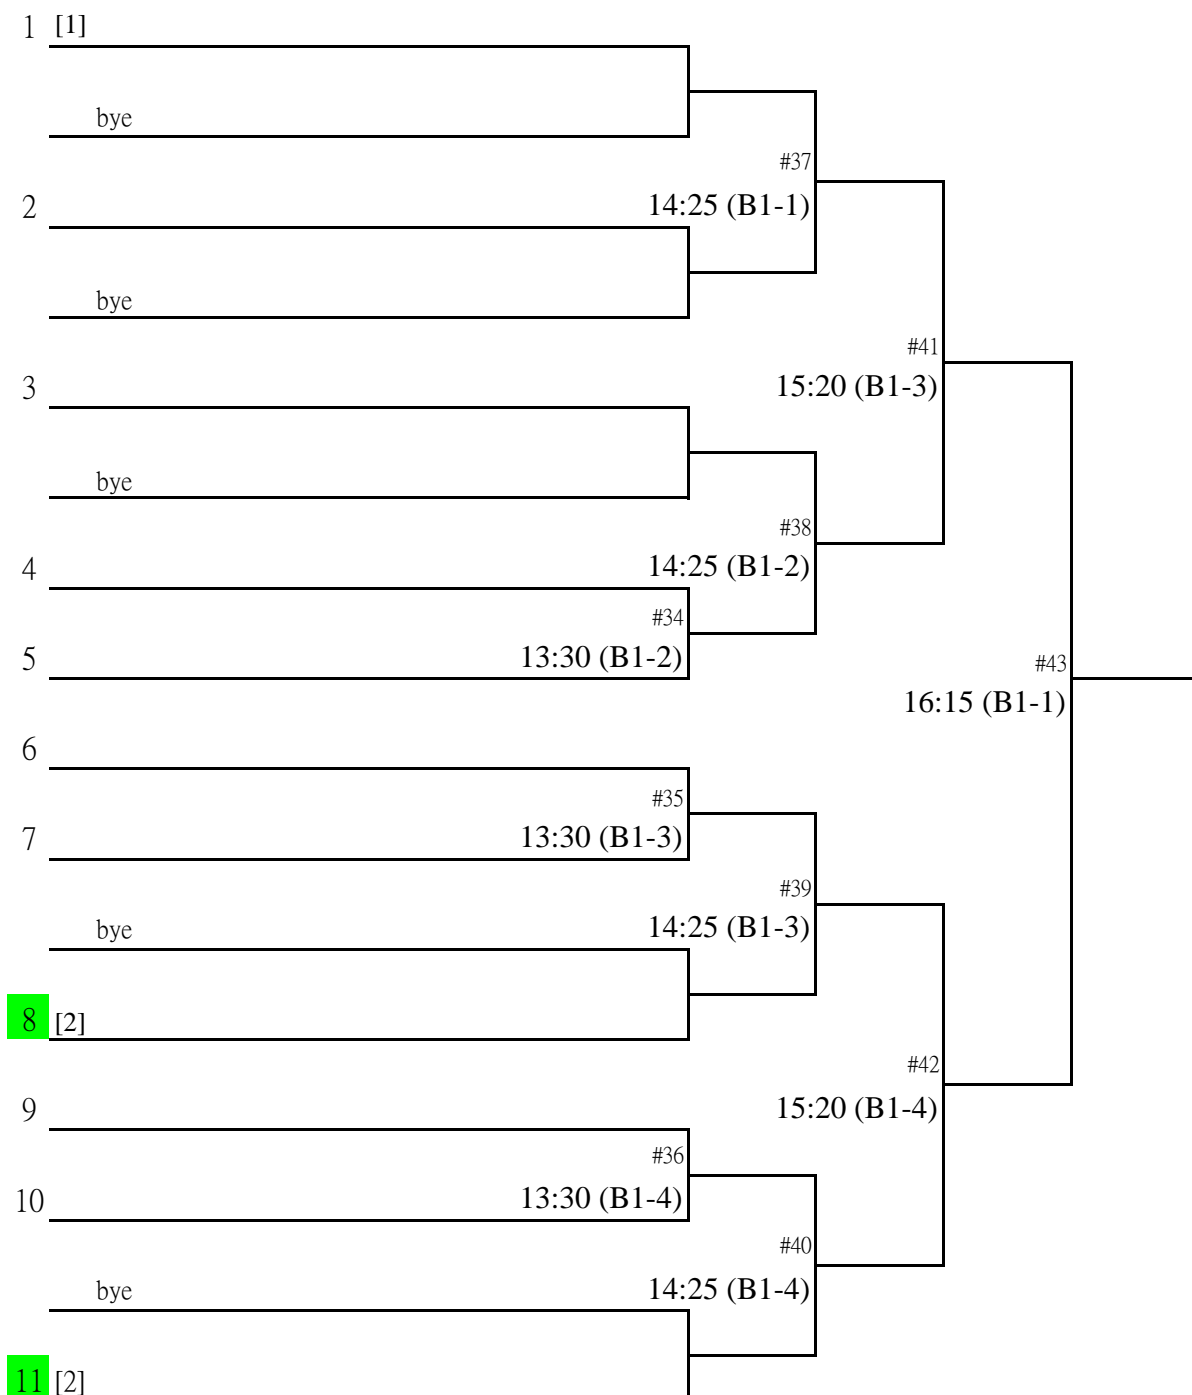 1 [1]
bye
#37
2 14:25 (B1-1)
bye
#41
3 15:20 (B1-3)
bye
#38
4 14:25 (B1-2)
#34
5 13:30 (B1-2) #43
16:15 (B1-1)
6
#35
7 13:30 (B1-3)
#39
bye 14:25 (B1-3)
8 [2]
#42
9 15:20 (B1-4)
#36
10 13:30 (B1-4)
#40
bye 14:25 (B1-4)
11 [2]